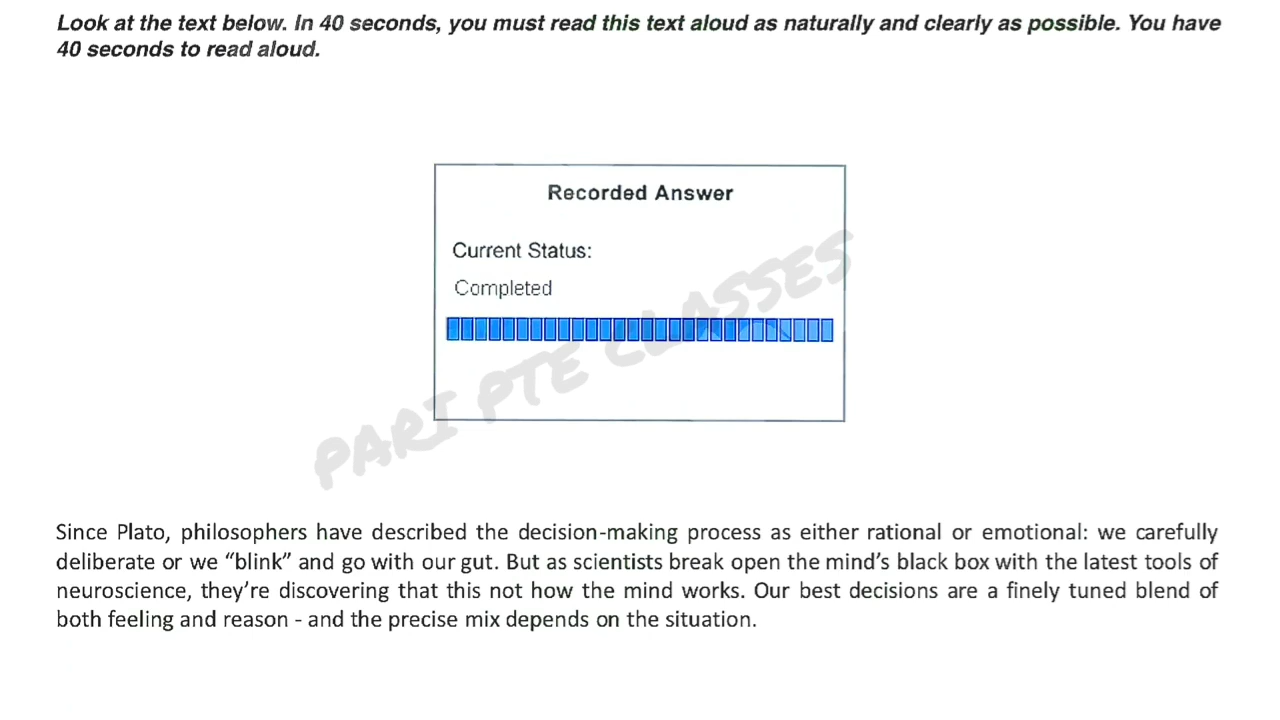 Look at the text below. In 40 seconds, you must read this text aloud as naturally and clearly as possible. You have
40 seconds to read aloud.
Recorded Answer
Current Status:
Completed
PARI PTE CLASSES
Since Plato, philosophers have described the decision-making process as either rational or emotional: we carefully
deliberate or we “blink” and go with our gut. But as scientists break open the mind’s black box with the latest tools of
neuroscience, they’re discovering that this not how the mind works. Our best decisions are a finely tuned blend of
both feeling and reason - and the precise mix depends on the situation.